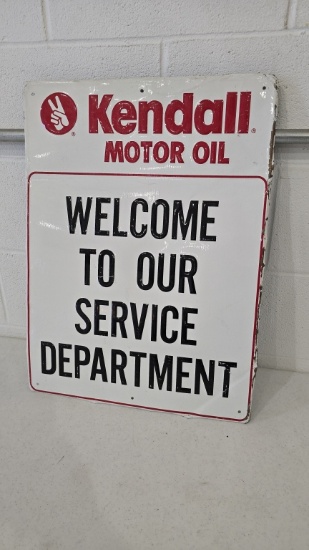 Kendall®
MOTOR OIL
WELCOME
TO OUR
SERVICE
DEPARTMENT